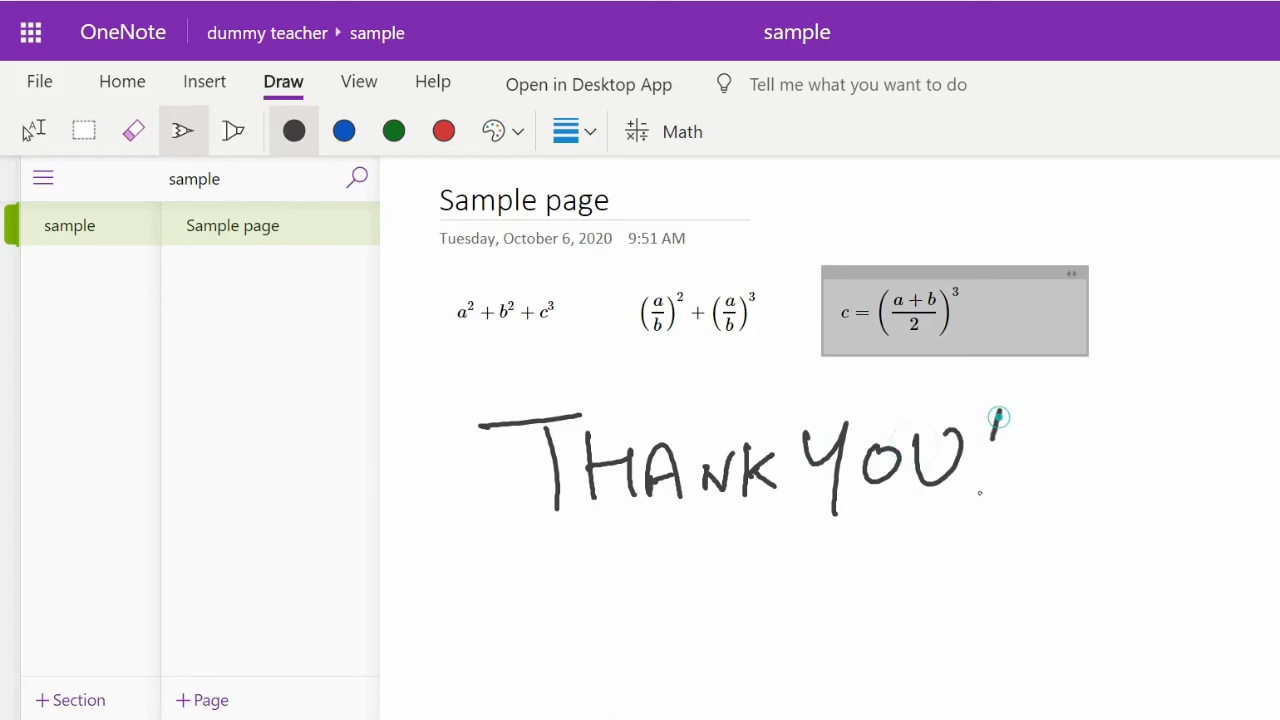 OneNote dummy teacher sample sample
File Home Insert Draw View Help Open in Desktop App Tell me what you want to do
Math
sample
sample Sample page
Sample page
Tuesday, October 6, 2020 9:51 AM
a² + b² + c³ (a/b)² + (a/b)³ c = ((a + b)/2)³
THANK YOU
+ Section + Page